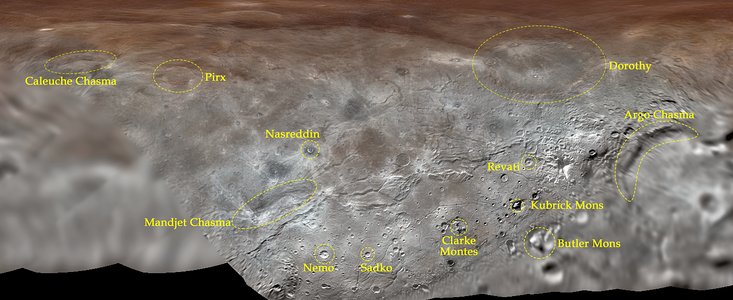 Caleuche Chasma
Pirx
Dorothy
Argo Chasma
Nasreddin
Revati
Mandjet Chasma
Kubrick Mons
Clarke
Montes
Butler Mons
Nemo
Sadko